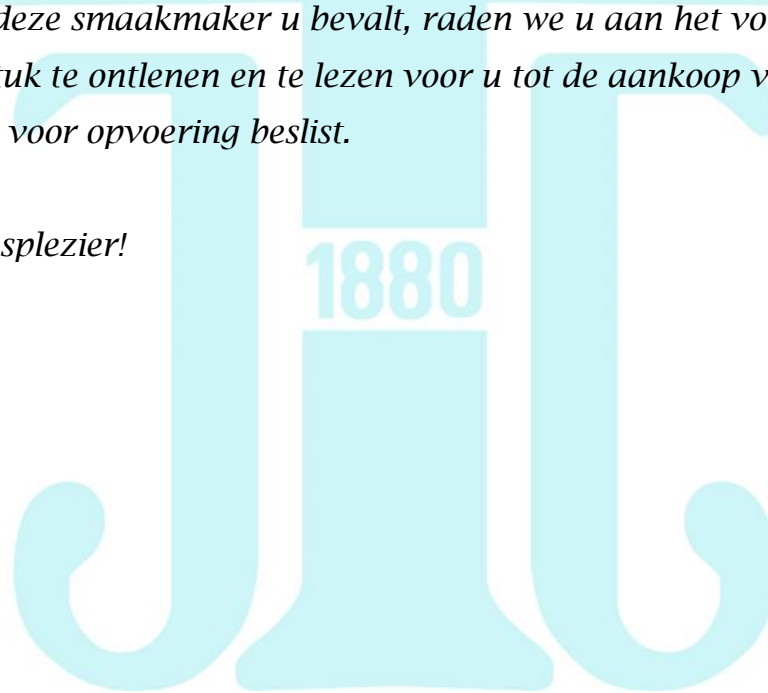 deze smaakmaker u bevalt, raden we u aan het vo
tuk te ontlenen en te lezen voor u tot de aankoop v
voor opvoering beslist.
splezier!
1880